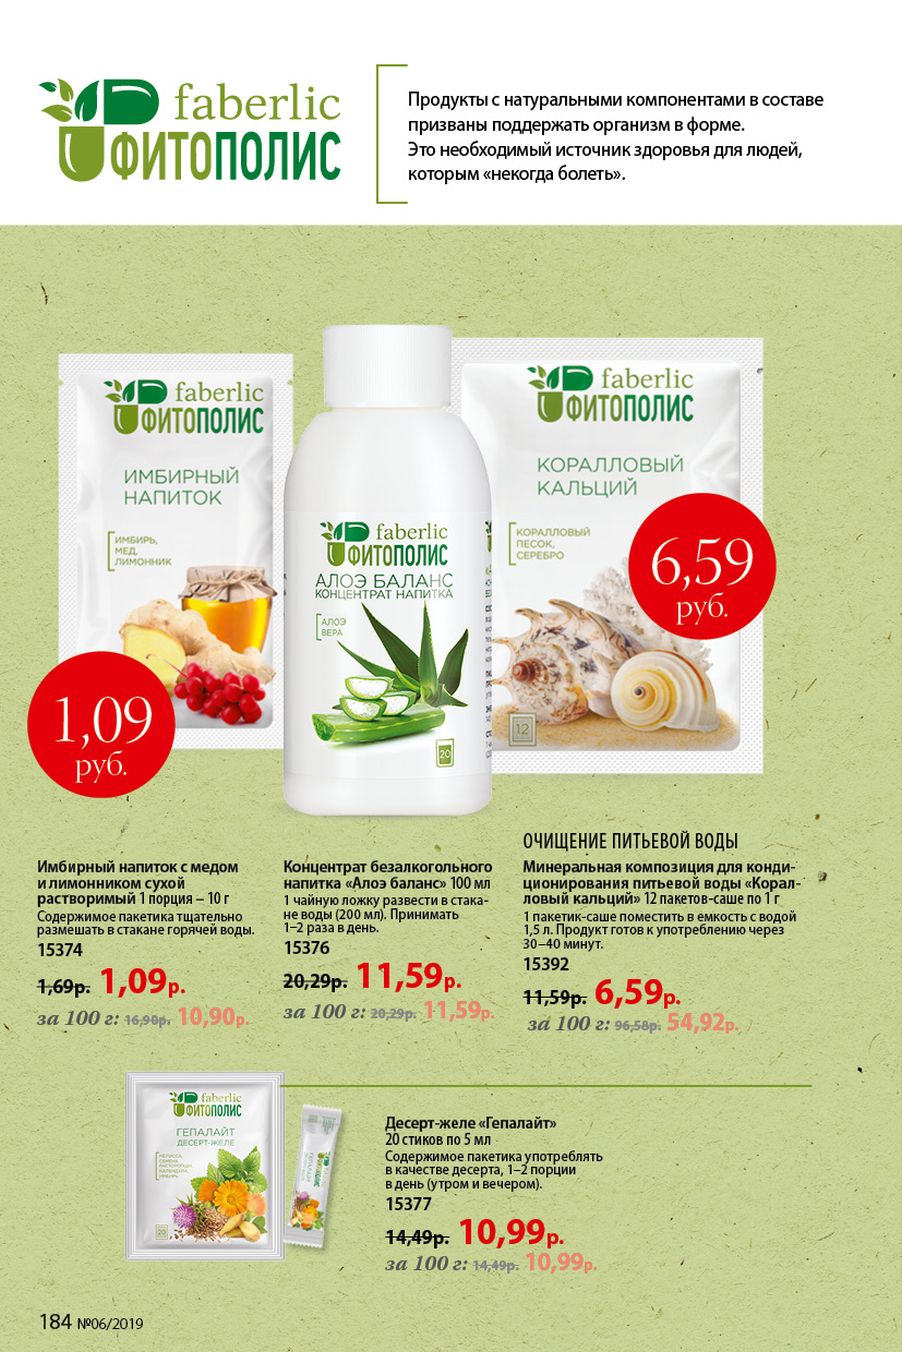 faberlic
ФИТОПОЛИС
Продукты с натуральными компонентами в составе
призваны поддержать организм в форме.
Это необходимый источник здоровья для людей,
которым «некогда болеть».
faberlic
ФИТОПОЛИС
ИМБИРНЫЙ
НАПИТОК
ИМБИРЬ,
МЕД,
ЛИМОННИК
1,09
руб.
faberlic
ФИТОПОЛИС
АЛОЭ БАЛАНС
КОНЦЕНТРАТ НАПИТКА
АЛОЭ
ВЕРА
20
faberlic
ФИТОПОЛИС
КОРАЛЛОВЫЙ
КАЛЬЦИЙ
КОРАЛЛОВЫЙ
ПЕСОК,
СЕРЕБРО
12
6,59
руб.
Имбирный напиток с медом
и лимонником сухой
растворимый 1 порция – 10 г
Содержимое пакетика тщательно
размешать в стакане горячей воды.
15374
1,69р. 1,09р.
за 100 г: 16,90р. 10,90р.
Концентрат безалкогольного
напитка «Алоэ баланс» 100 мл
1 чайную ложку развести в стака-
не воды (200 мл). Принимать
1–2 раза в день.
15376
20,29р. 11,59р.
за 100 г: 20,29р. 11,59р.
ОЧИЩЕНИЕ ПИТЬЕВОЙ ВОДЫ
Минеральная композиция для конди-
ционирования питьевой воды «Корал-
ловый кальций» 12 пакетов-саше по 1 г
1 пакетик-саше поместить в емкость с водой
1,5 л. Продукт готов к употреблению через
30–40 минут.
15392
11,59р. 6,59р.
за 100 г: 96,58р. 54,92р.
faberlic
ФИТОПОЛИС
ГЕПАЛАЙТ
ДЕСЕРТ-ЖЕЛЕ
МЕЛИССА,
СЕМЕНА
РАСТОРОПШИ,
КАЛЕНДУЛА,
ИМБИРЬ
20
Десерт-желе «Гепалайт»
20 стиков по 5 мл
Содержимое пакетика употреблять
в качестве десерта, 1–2 порции
в день (утром и вечером).
15377
14,49р. 10,99р.
за 100 г: 14,49р. 10,99р.
184 №06/2019